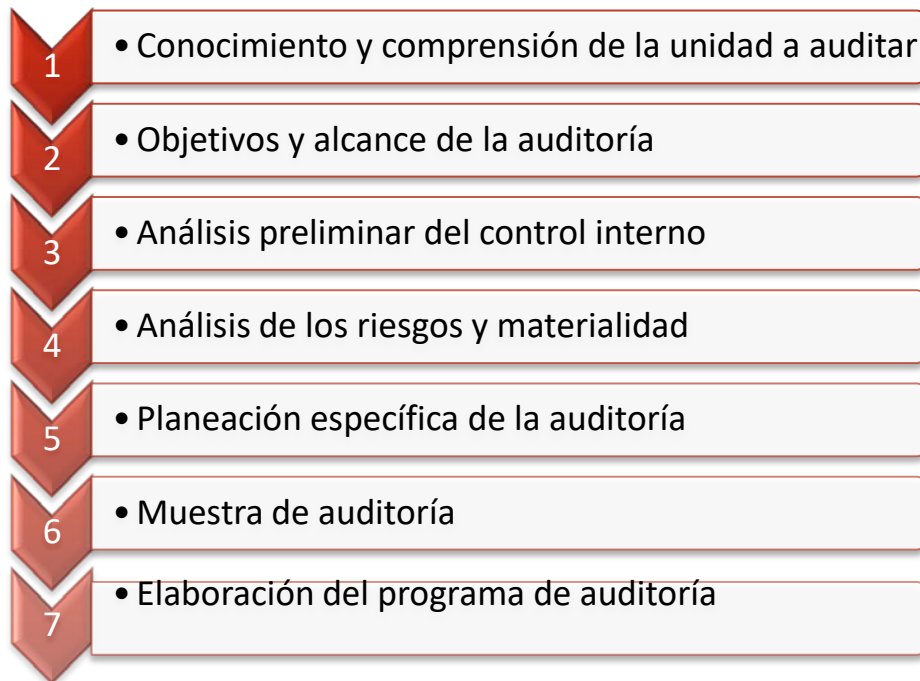 1
• Conocimiento y comprensión de la unidad a auditar
2
• Objetivos y alcance de la auditoría
3
• Análisis preliminar del control interno
4
• Análisis de los riesgos y materialidad
5
• Planeación específica de la auditoría
6
• Muestra de auditoría
7
• Elaboración del programa de auditoría